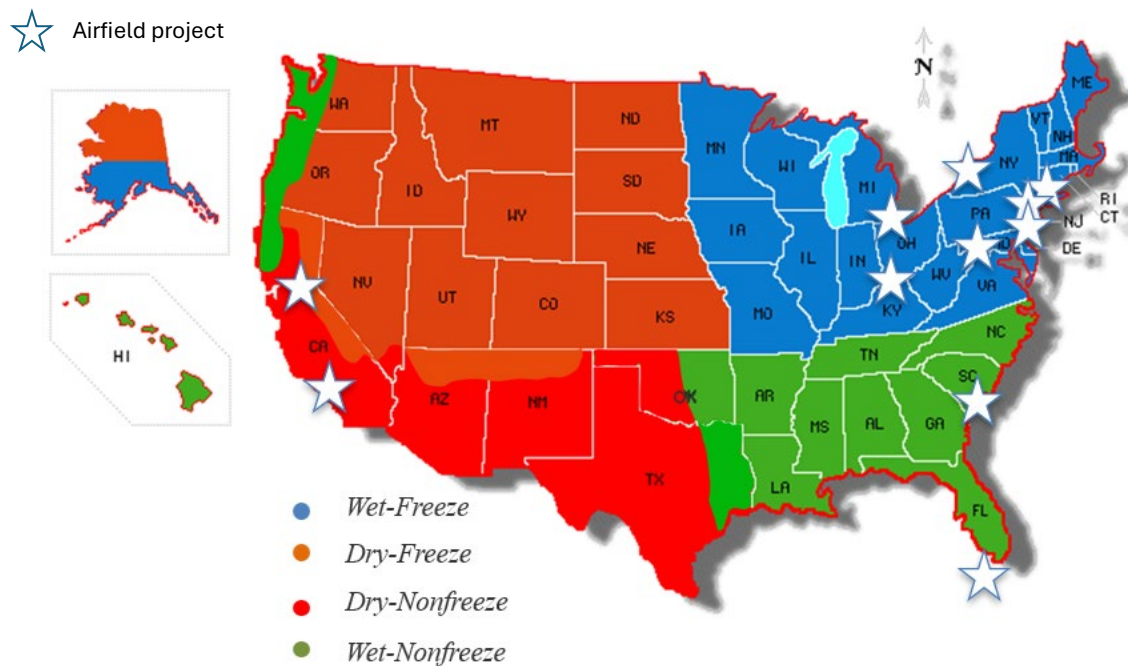 Airfield project
N
WA
MT
ND
MN
ME
VT
NH
MA
NY
WI
MI
OR
ID
SD
WY
RI
CT
NJ
PA
IA
NE
OH
MD
DE
NV
UT
CO
IL
IN
WV
VA
KS
MO
KY
HI
CA
NC
TN
SC
AZ
NM
OK
AR
MS
AL
GA
TX
LA
FL
Wet-Freeze
Dry-Freeze
Dry-Nonfreeze
Wet-Nonfreeze